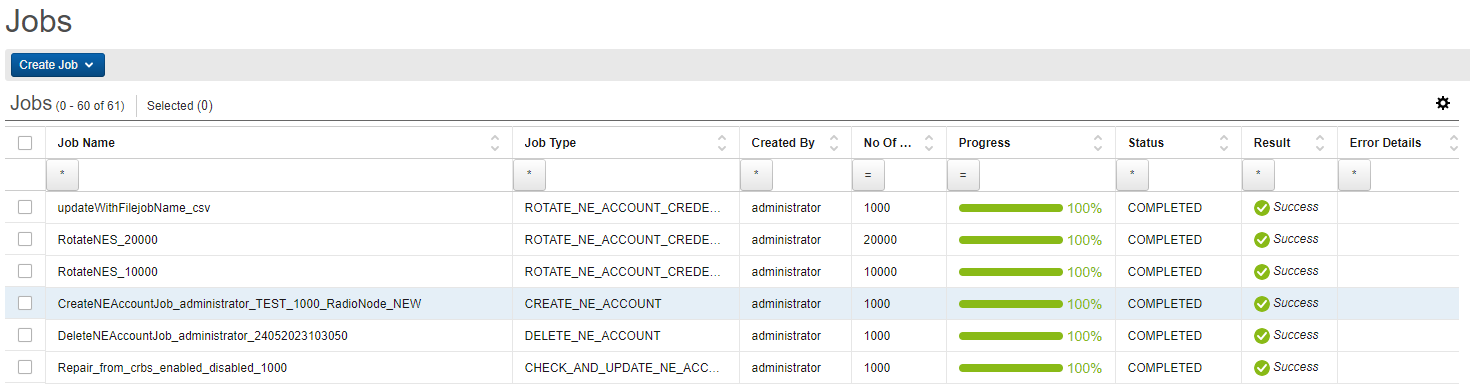 Jobs
Create Job
Jobs (0 - 60 of 61) Selected (0)
Job Name Job Type Created By No Of ... Progress Status Result Error Details
* * * = = * * *
updateWithFilejobName_csv ROTATE_NE_ACCOUNT_CREDE... administrator 1000 100% COMPLETED Success
RotateNES_20000 ROTATE_NE_ACCOUNT_CREDE... administrator 20000 100% COMPLETED Success
RotateNES_10000 ROTATE_NE_ACCOUNT_CREDE... administrator 10000 100% COMPLETED Success
CreateNEAccountJob_administrator_TEST_1000_RadioNode_NEW CREATE_NE_ACCOUNT administrator 1000 100% COMPLETED Success
DeleteNEAccountJob_administrator_24052023103050 DELETE_NE_ACCOUNT administrator 1000 100% COMPLETED Success
Repair_from_crbs_enabled_disabled_1000 CHECK_AND_UPDATE_NE_ACC... administrator 1000 100% COMPLETED Success